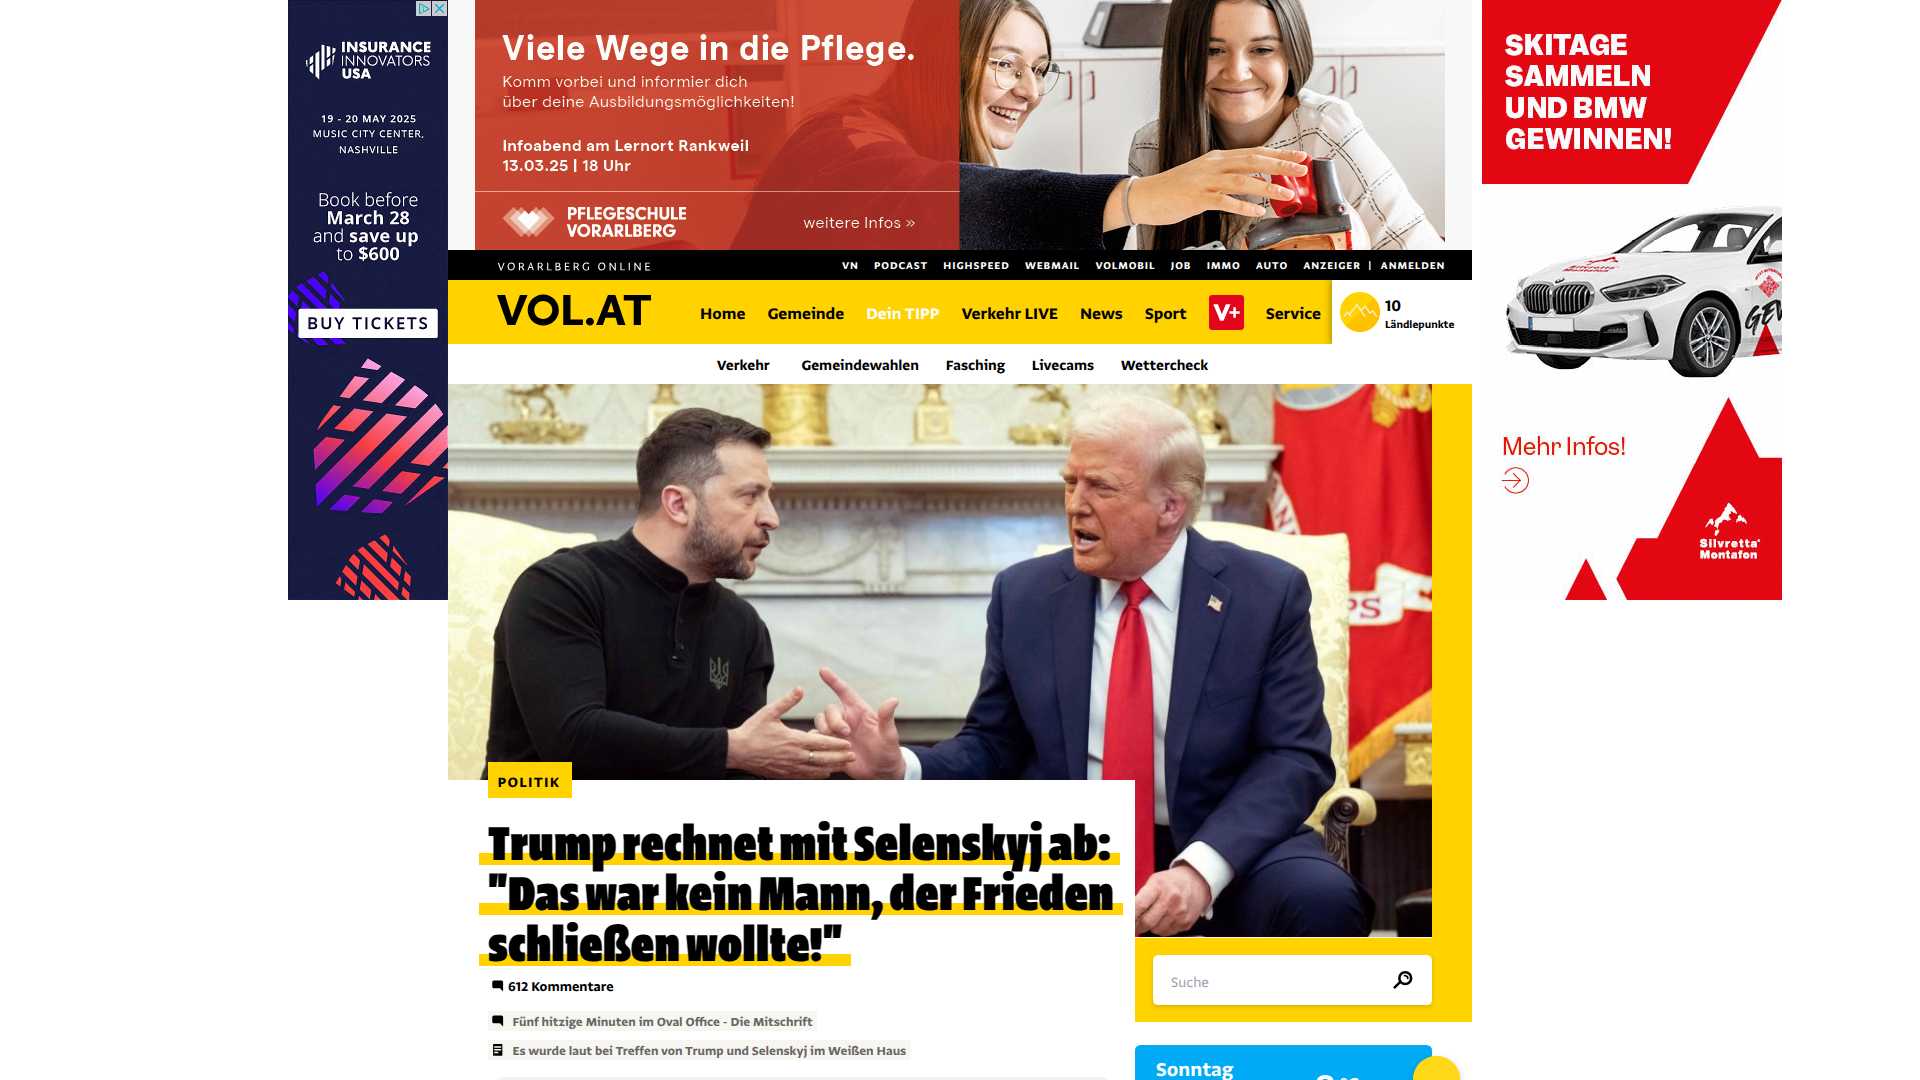 INSURANCE
INNOVATORS
USA
19 - 20 MAY 2025
MUSIC CITY CENTER,
NASHVILLE
Book before
March 28
and save up
to $600
BUY TICKETS
Viele Wege in die Pflege.
Komm vorbei und informier dich
über deine Ausbildungsmöglichkeiten!
Infoabend am Lernort Rankweil
13.03.25 | 18 Uhr
PFLEGESCHULE
VORARLBERG
weitere Infos »
SKITAGE
SAMMELN
UND BMW
GEWINNEN!
Silvretta
Montafon
Mehr Infos!
Silvretta
Montafon
VORARLBERG ONLINE
VN PODCAST HIGHSPEED WEBMAIL VOLMOBIL JOB IMMO AUTO ANZEIGER | ANMELDEN
VOL.AT
Home Gemeinde Dein TIPP Verkehr LIVE News Sport V+ Service
10
Ländlepunkte
Verkehr Gemeindewahlen Fasching Livecams Wettercheck
PS
POLITIK
Trump rechnet mit Selenskyj ab:
"Das war kein Mann, der Frieden
schließen wollte!"
612 Kommentare
Fünf hitzige Minuten im Oval Office - Die Mitschrift
Es wurde laut bei Treffen von Trump und Selenskyj im Weißen Haus
Suche
Sonntag